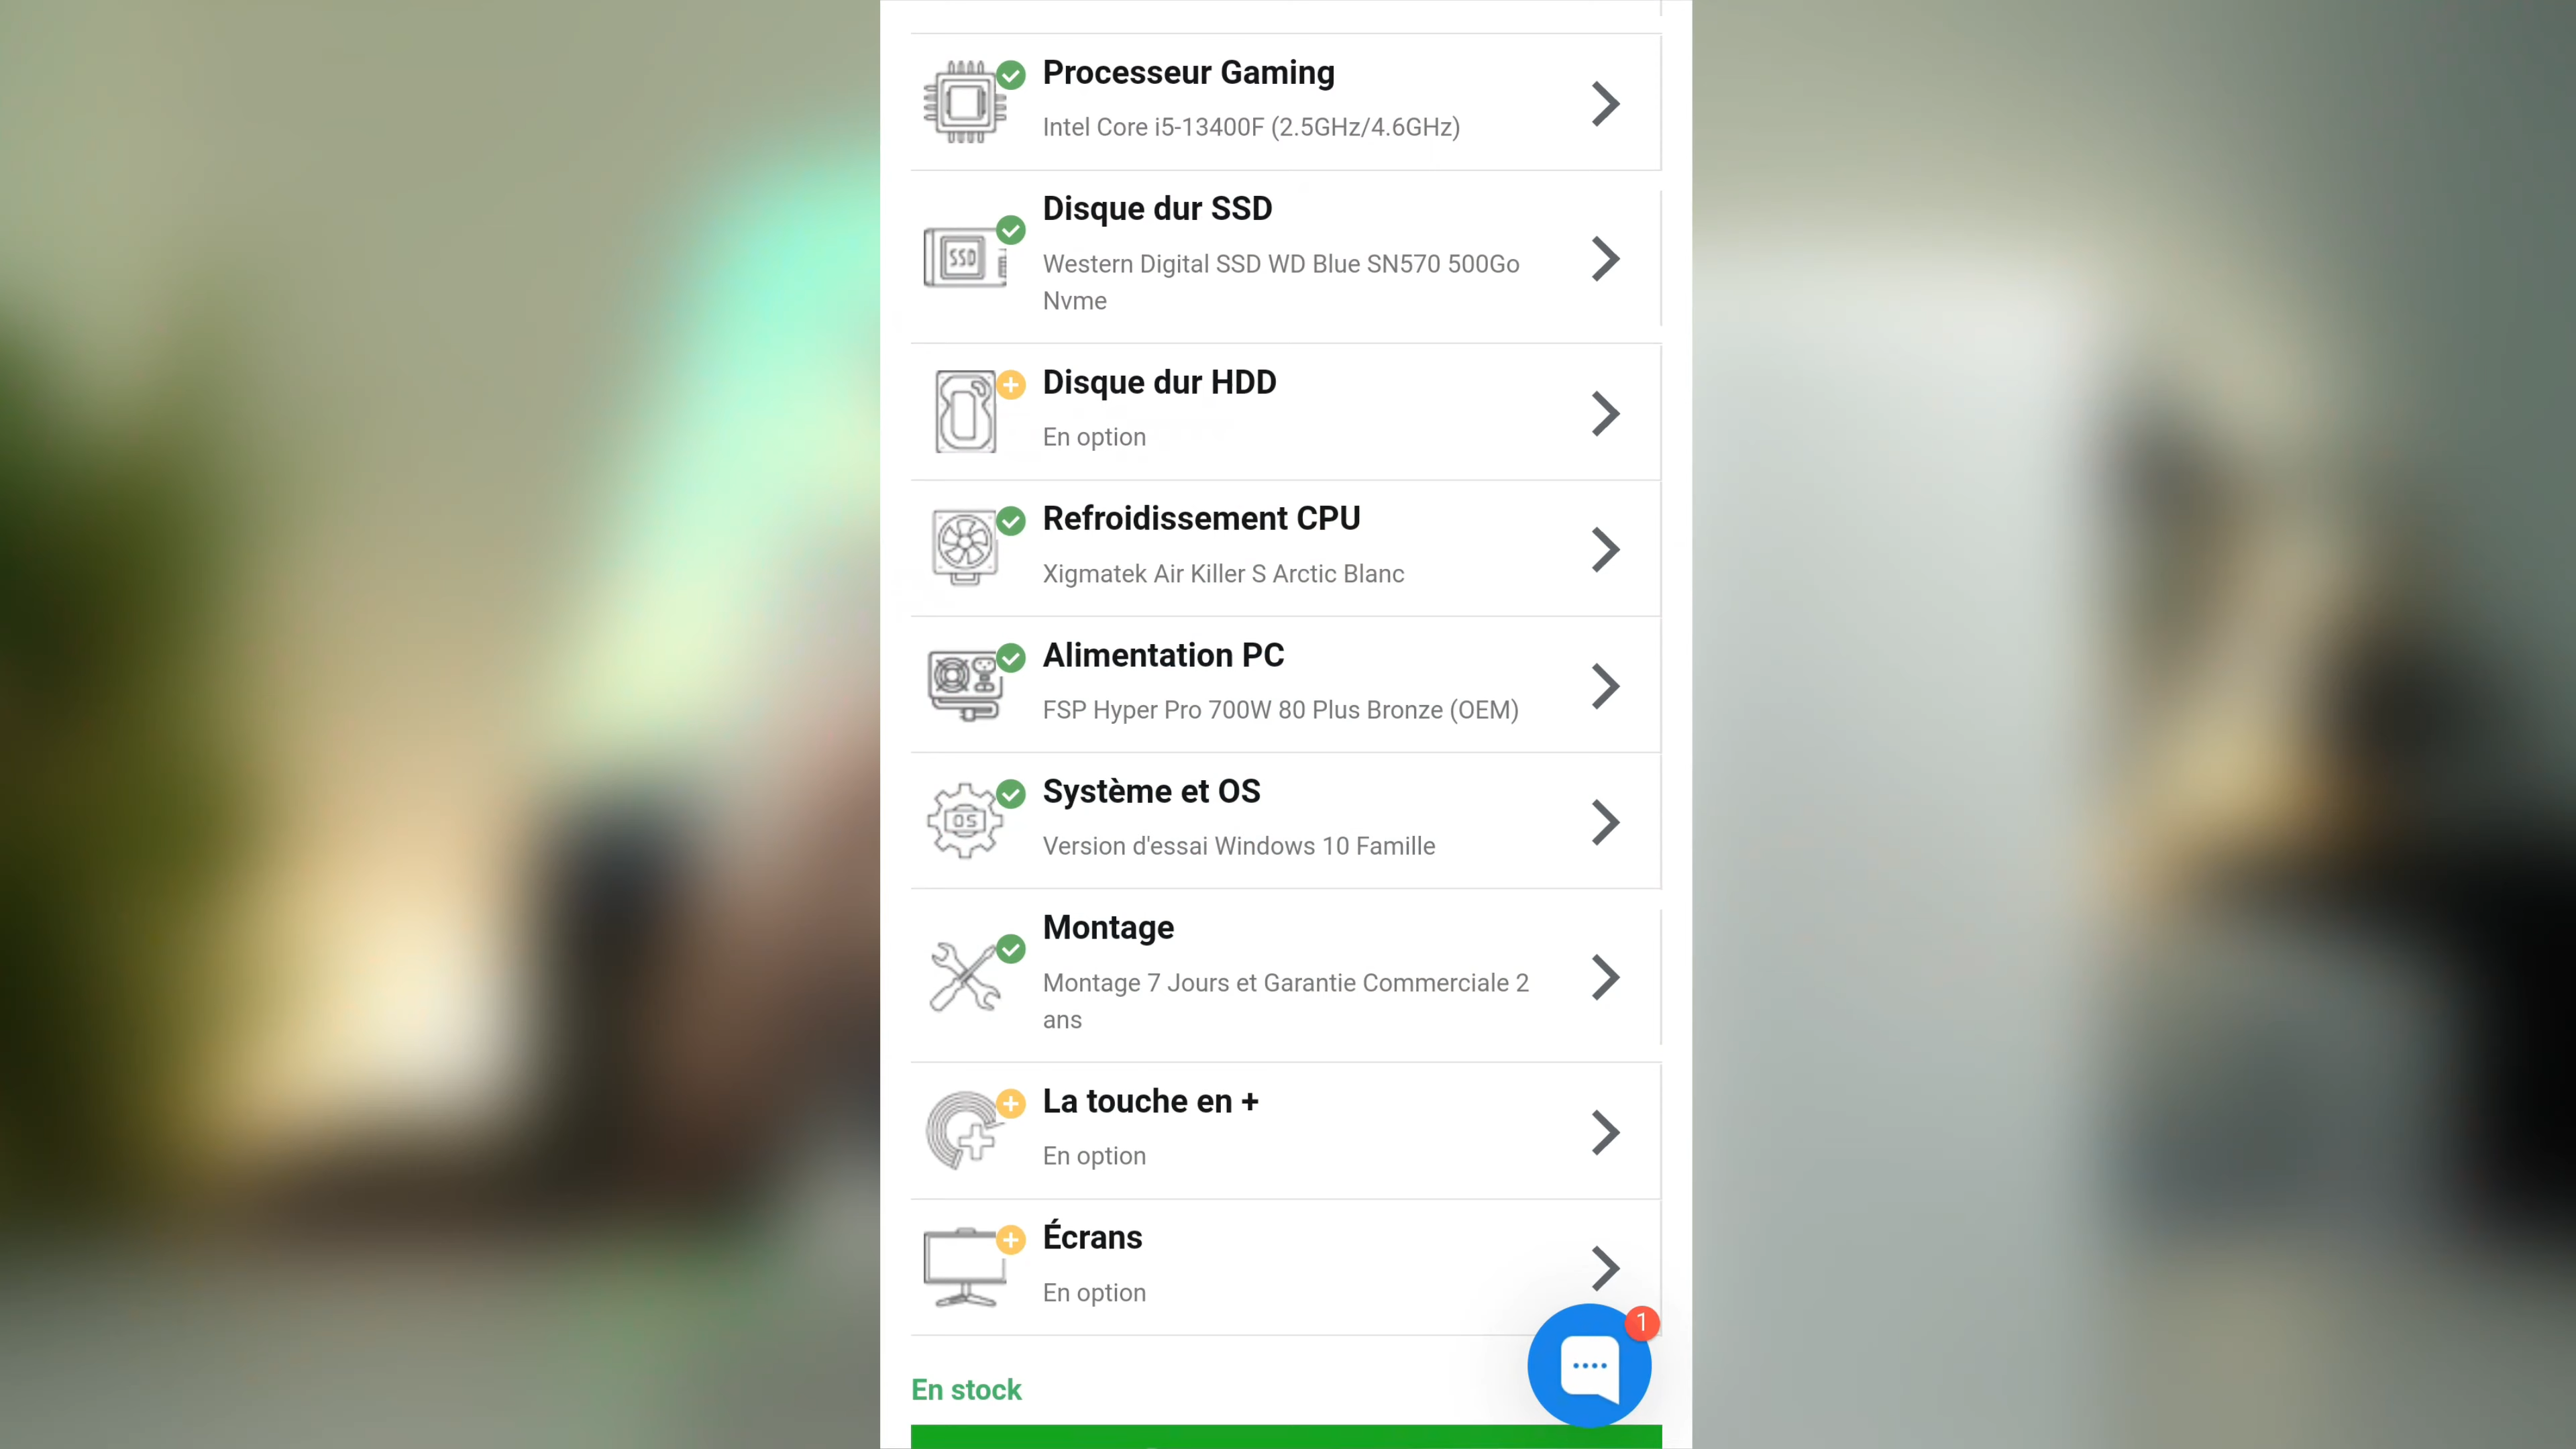 Processeur Gaming
Intel Core i5-13400F (2.5GHz/4.6GHz)
Disque dur SSD
SSD
Western Digital SSD WD Blue SN570 500Go
Nvme
Disque dur HDD
En option
Refroidissement CPU
Xigmatek Air Killer S Arctic Blanc
Alimentation PC
FSP Hyper Pro 700W 80 Plus Bronze (OEM)
Système et OS
OS
Version d'essai Windows 10 Famille
Montage
Montage 7 Jours et Garantie Commerciale 2
ans
La touche en +
En option
Écrans
En option
1
En stock